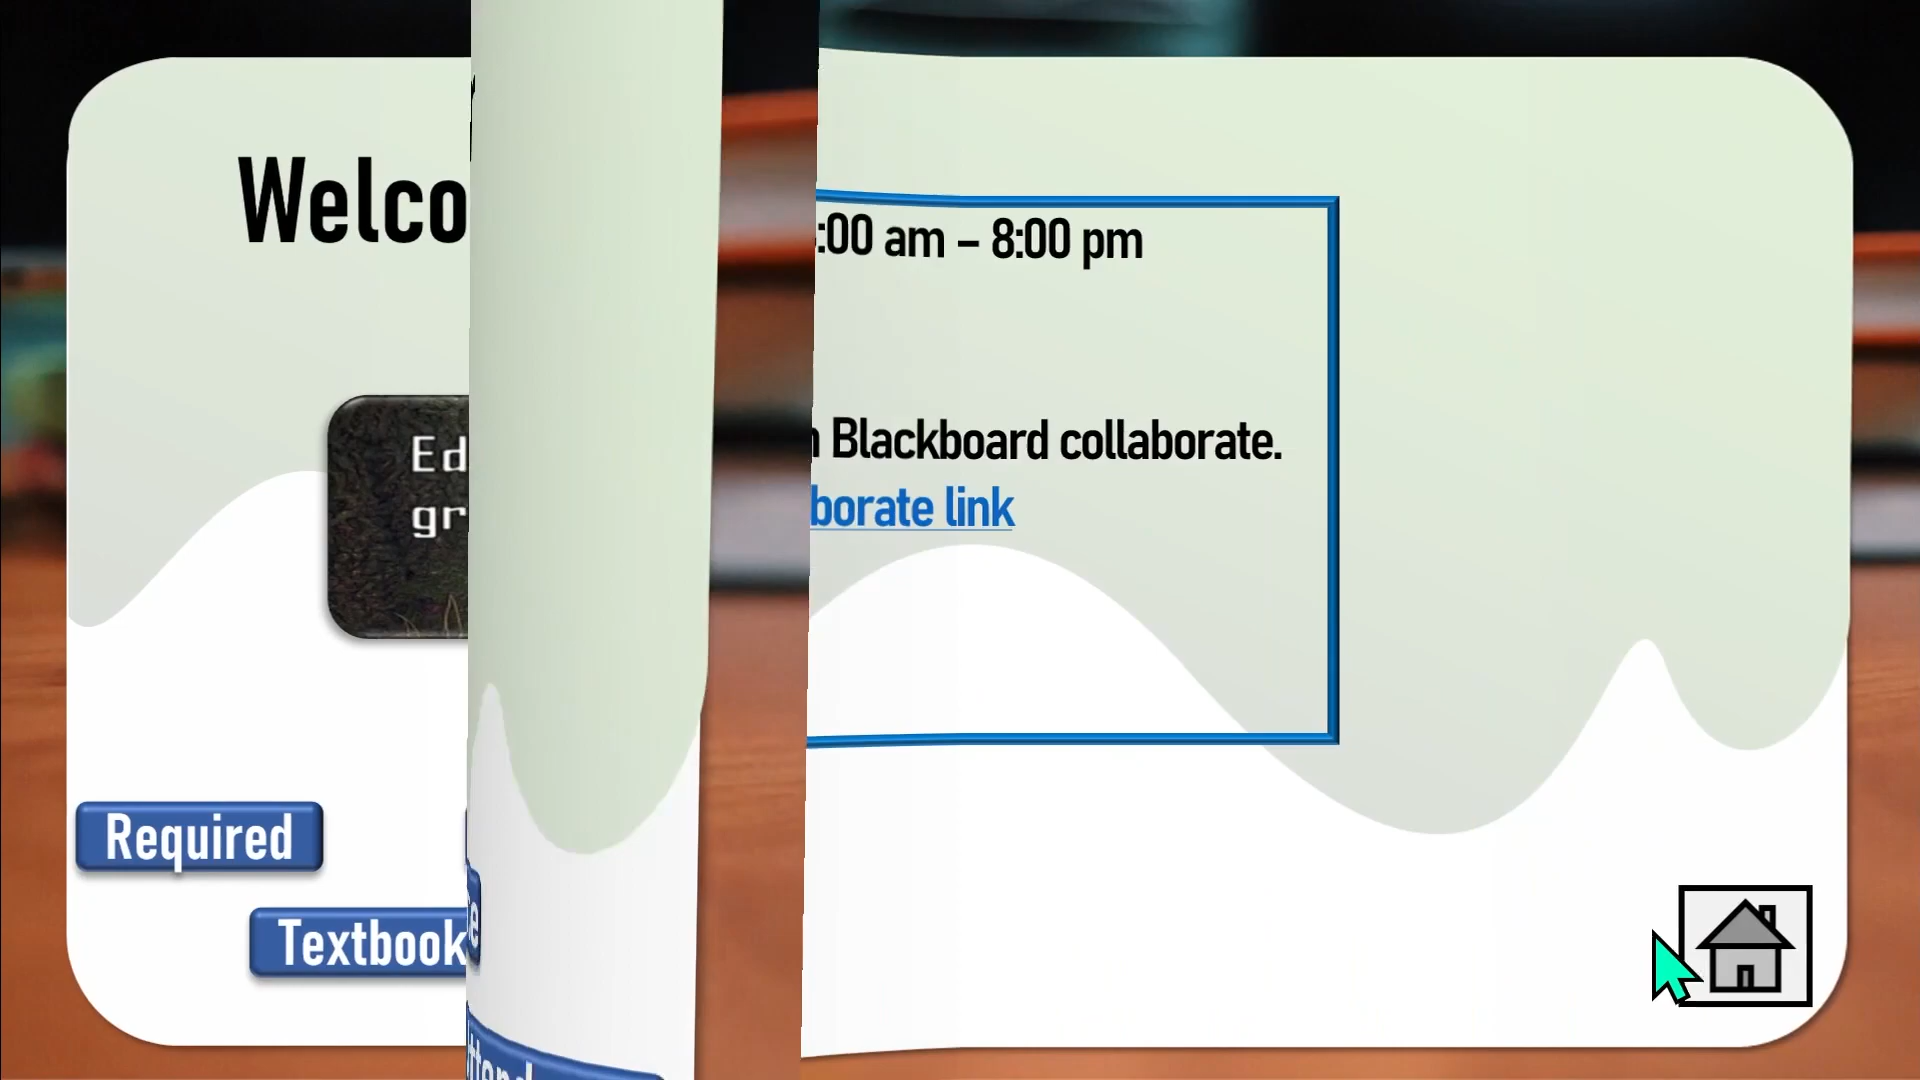 Welco
:00 am – 8:00 pm
Ed
gr
Blackboard collaborate.
borate link
Required
Textbook